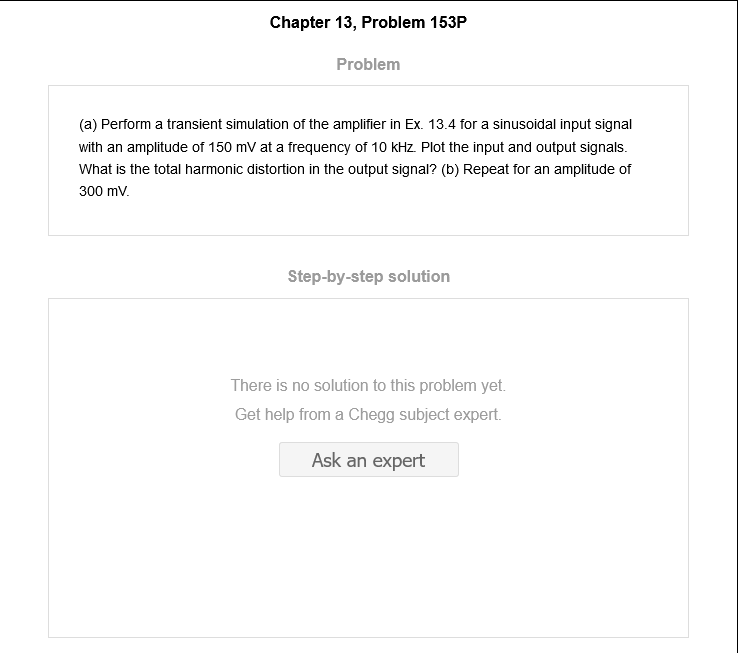 Chapter 13, Problem 153P
Problem
(a) Perform a transient simulation of the amplifier in Ex. 13.4 for a sinusoidal input signal
with an amplitude of 150 mV at a frequency of 10 kHz. Plot the input and output signals.
What is the total harmonic distortion in the output signal? (b) Repeat for an amplitude of
300 mV.
Step-by-step solution
There is no solution to this problem yet.
Get help from a Chegg subject expert.
Ask an expert